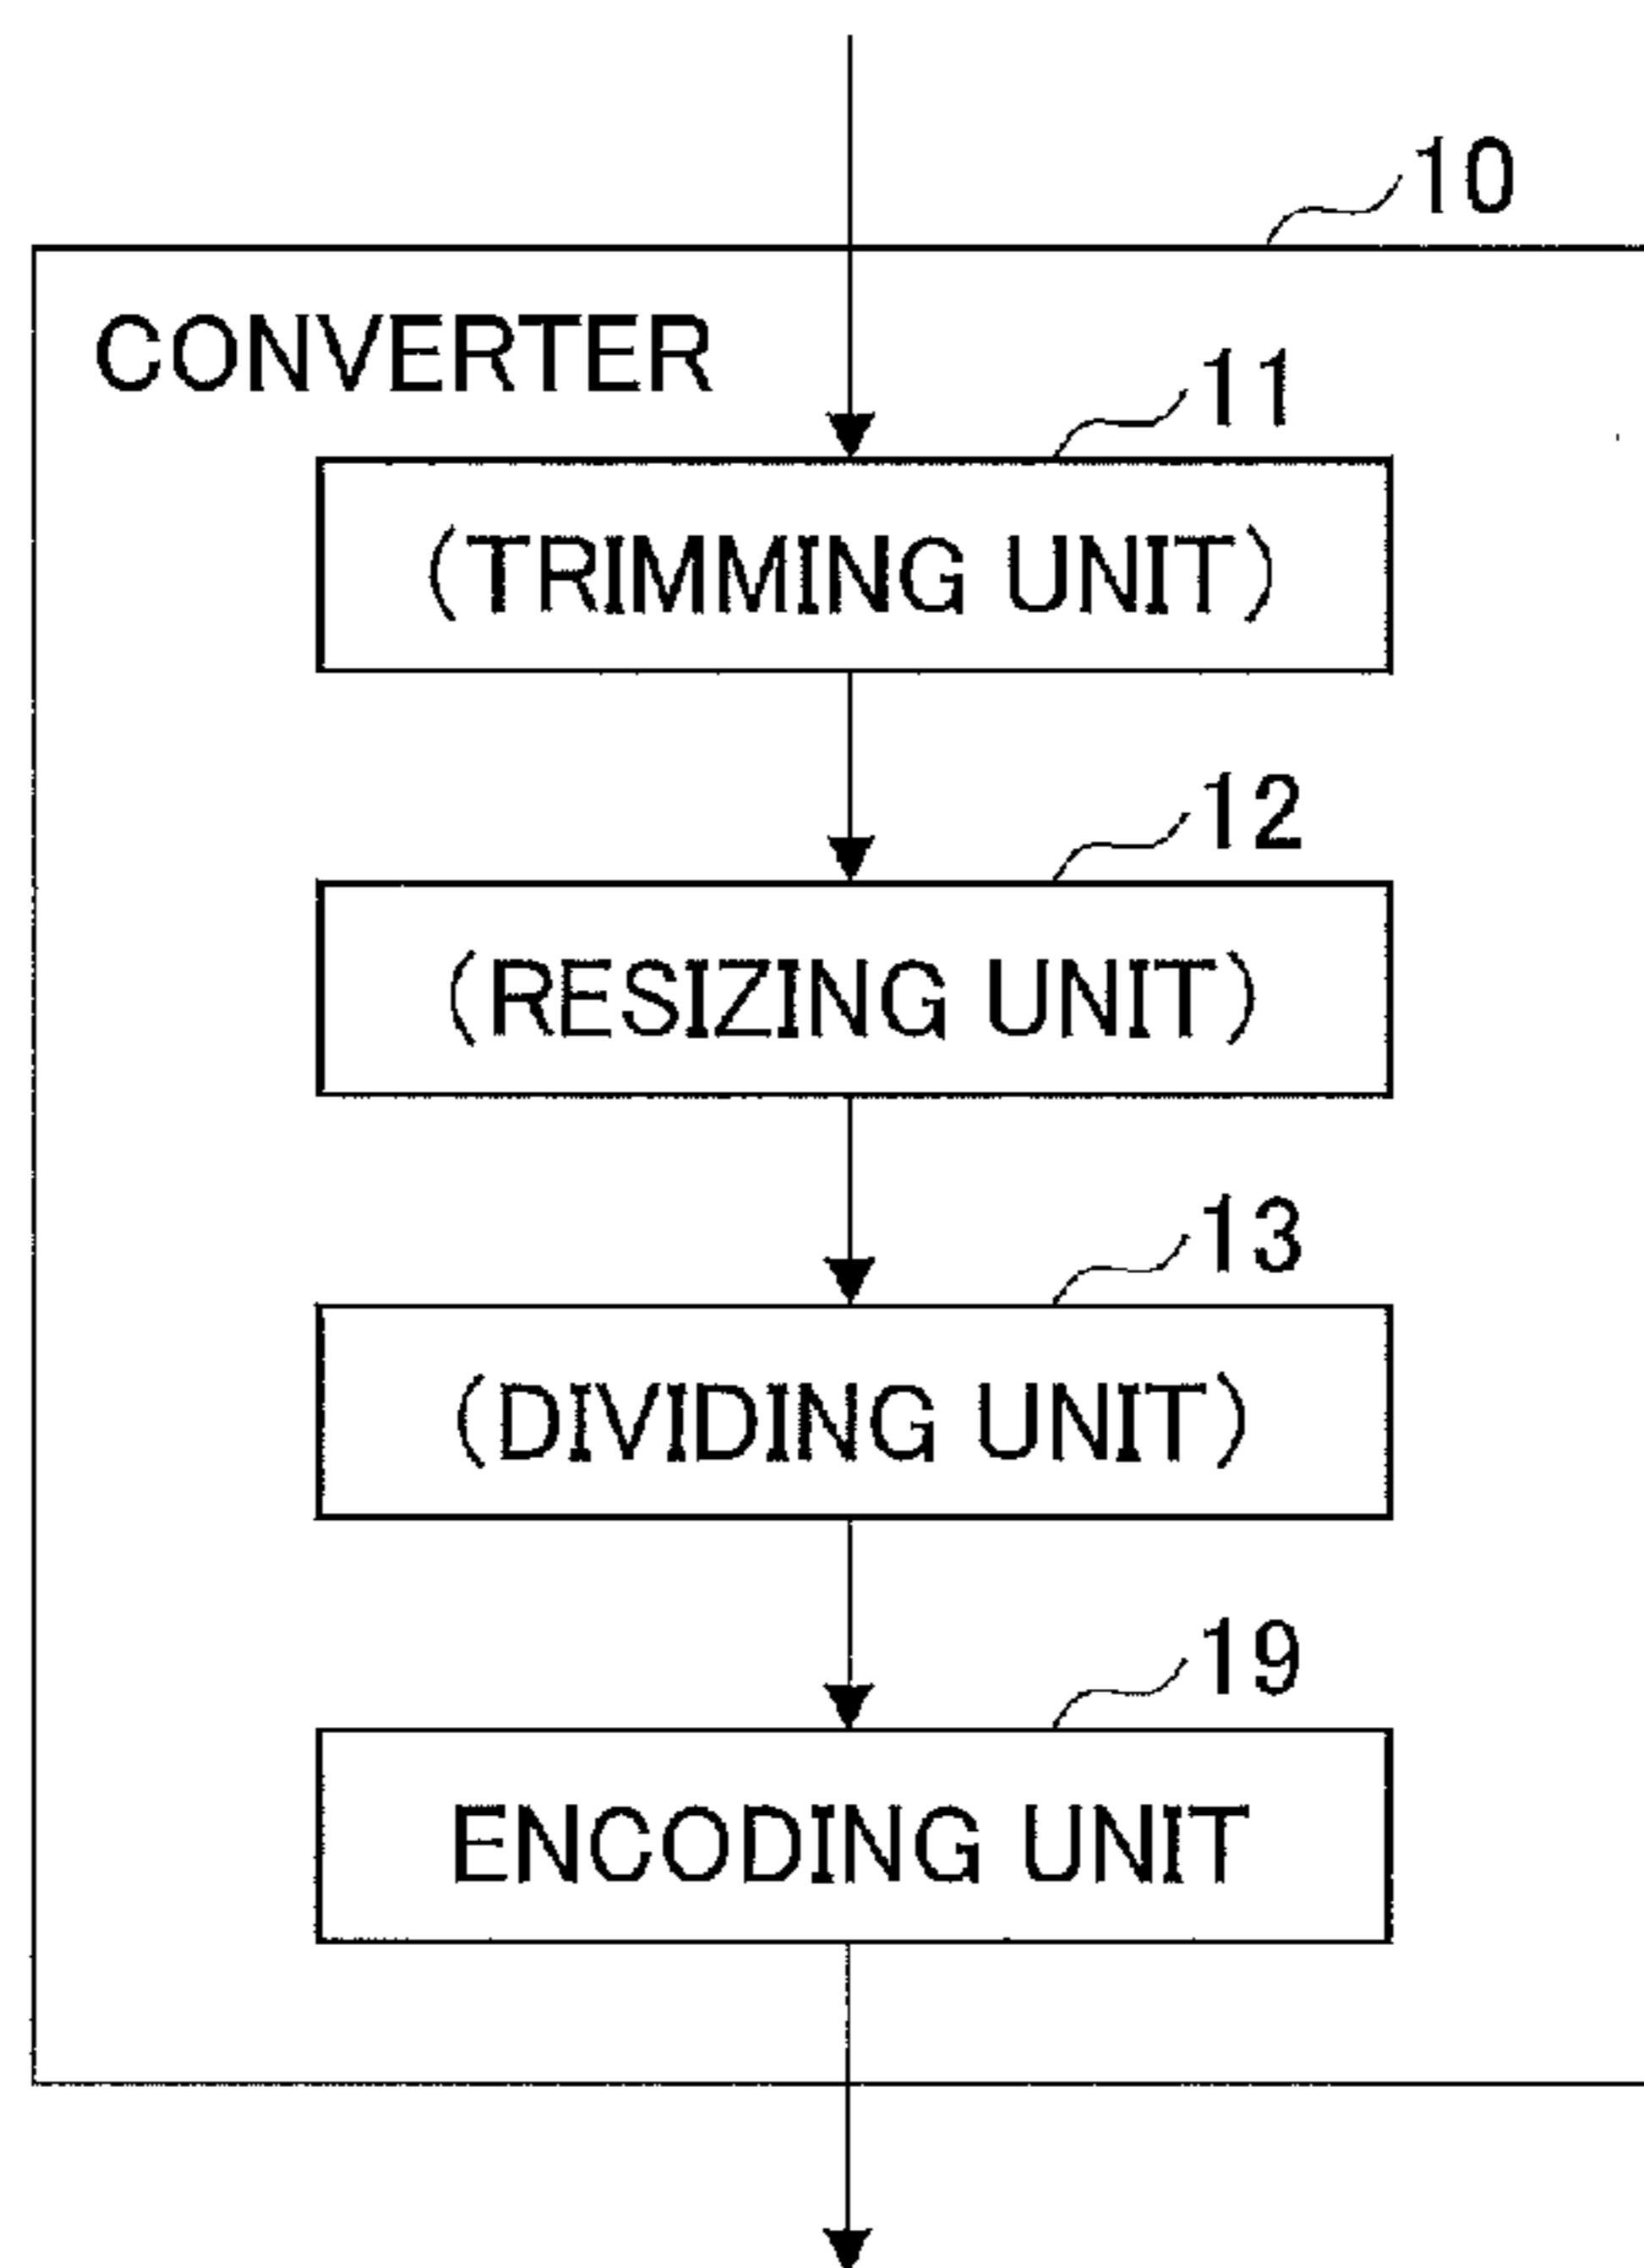 10
CONVERTER
11
(TRIMMING UNIT)
12
(RESIZING UNIT)
13
(DIVIDING UNIT)
19
ENCODING UNIT